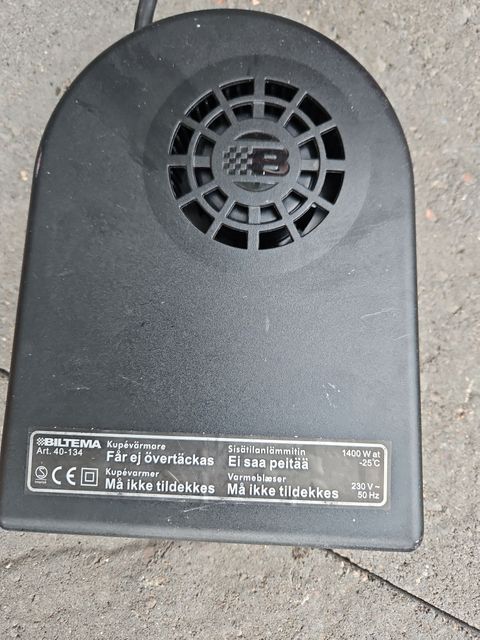 B
BILTEMA Kupévärmare Sisätilanlämmitin 1400 W at
Art. 40-134 Får ej övertäckas Ei saa peittää -25°C
Kupévarmer Varmeblæser
S CE Må ikke tildekkes Må ikke tildekkes 230 V~
50 Hz